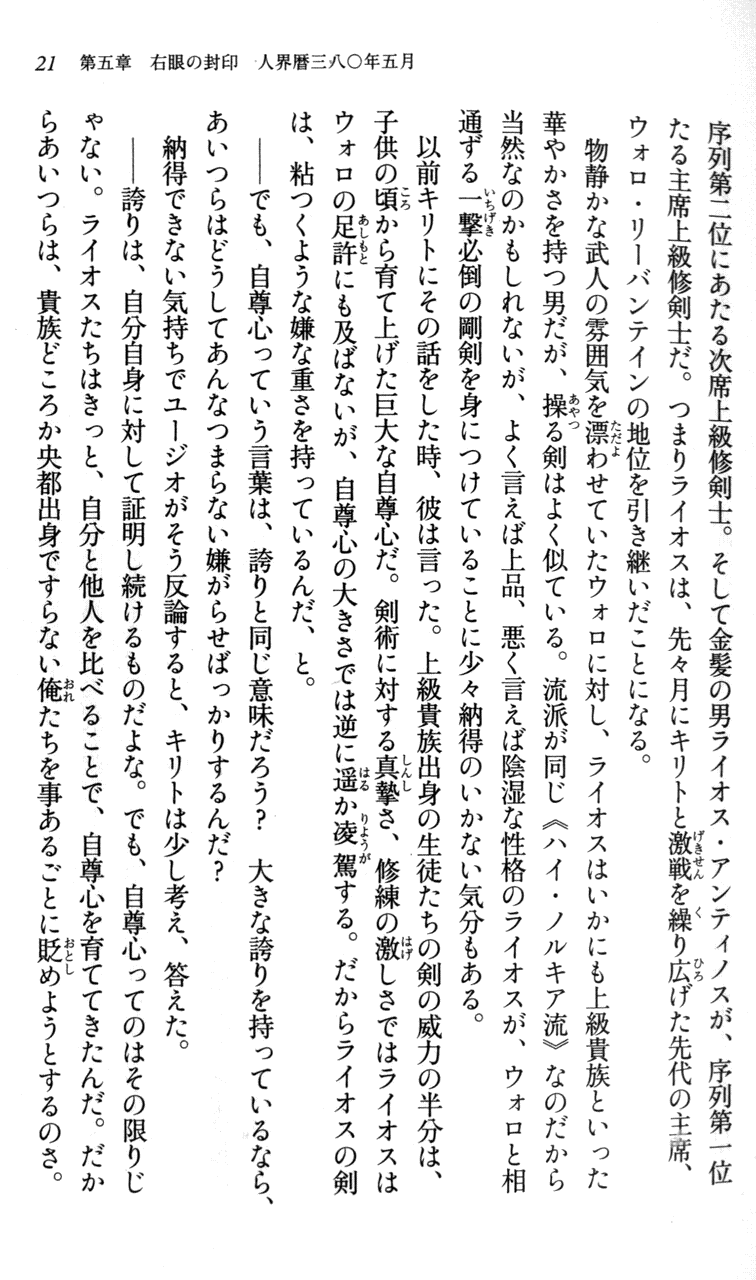 21　第五章　右眼の封印　人界暦三八〇年五月
序列第二位にあたる次席上級修剣士。そして金髪の男ライオス・アンティノスが、序列第一位
たる主席上級修剣士だ。つまりライオスは、先々月にキリトと激戦を繰り広げた先代の主席、
ウォロ・リーバンテインの地位を引き継いだことになる。
　物静かな武人の雰囲気を漂わせていたウォロに対し、ライオスはいかにも上級貴族といった
華やかさを持つ男だが、操る剣はよく似ている。流派が同じ《ハイ・ノルキア流》なのだから
当然なのかもしれないが、よく言えば上品、悪く言えば陰湿な性格のライオスが、ウォロと相
通ずる一撃必倒の剛剣を身につけていることに少々納得のいかない気分もある。
　以前キリトにその話をした時、彼は言った。上級貴族出身の生徒たちの剣の威力の半分は、
子供の頃から育て上げた巨大な自尊心だ。剣術に対する真摯さ、修練の激しさではライオスは
ウォロの足許にも及ばないが、自尊心の大きさでは逆に遥か凌駕する。だからライオスの剣
は、粘つくような嫌な重さを持っているんだ、と。
　――でも、自尊心っていう言葉は、誇りと同じ意味だろう？　大きな誇りを持っているなら、
あいつらはどうしてあんなつまらない嫌がらせばっかりするんだ？
　納得できない気持ちでユージオがそう反論すると、キリトは少し考え、答えた。
　――誇りは、自分自身に対して証明し続けるものだよな。でも、自尊心ってのはその限りじ
ゃない。ライオスたちはきっと、自分と他人を比べることで、自尊心を育ててきたんだ。だか
らあいつらは、貴族どころか央都出身ですらない俺たちを事あるごとに貶めようとするのさ。